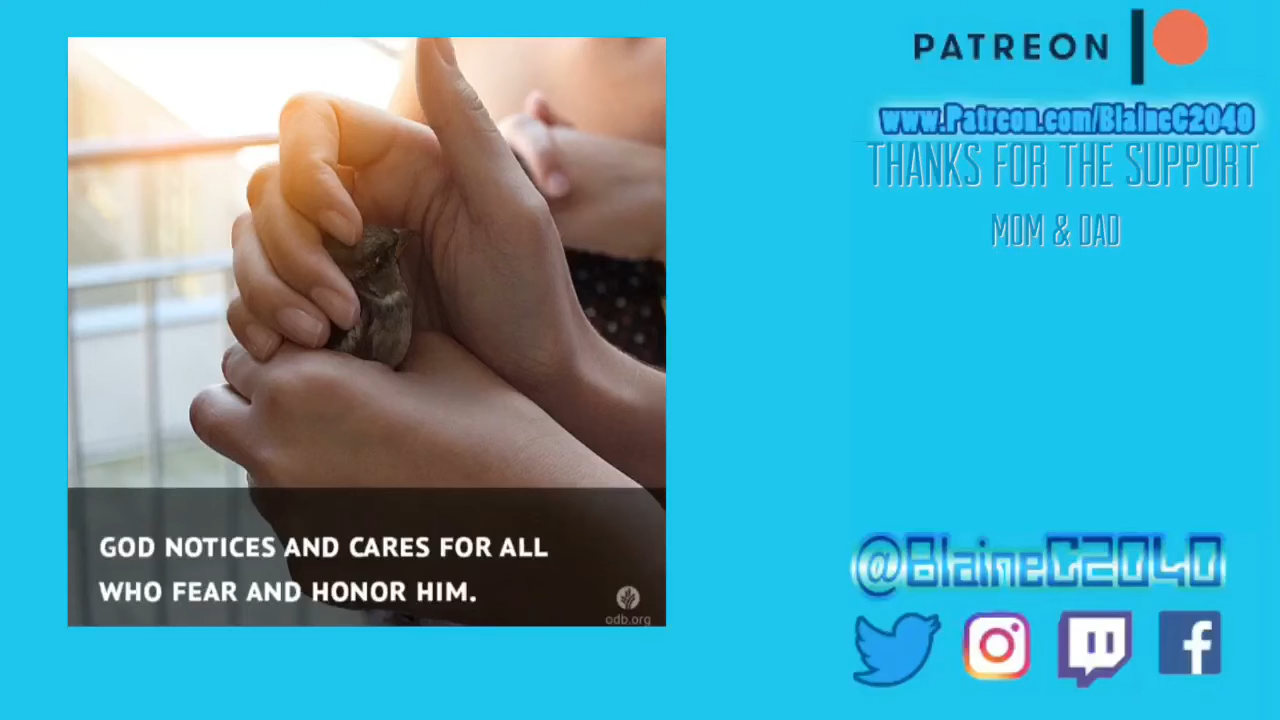 GOD NOTICES AND CARES FOR ALL
WHO FEAR AND HONOR HIM.
odb.org
PATREON
www.Patreon.com/BlaineC2040
THANKS FOR THE SUPPORT
MOM & DAD
@BlaineC2040